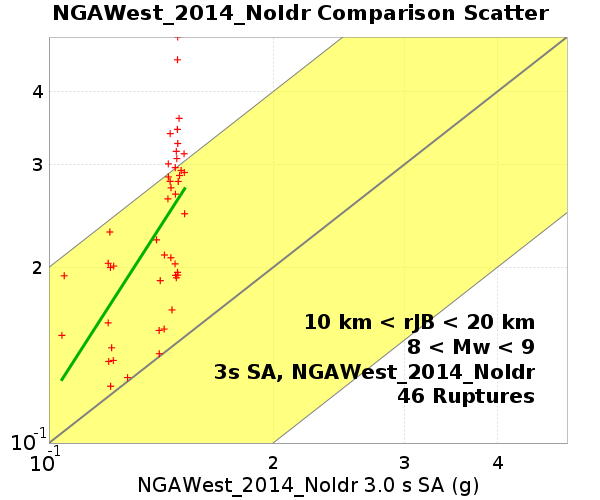 NGAWest_2014_NoIdr Comparison Scatter
4
3
2
10 km < rJB < 20 km
8 < Mw < 9
3s SA, NGAWest_2014_NoIdr
46 Ruptures
10-1
10-1 2 3 4
NGAWest_2014_NoIdr 3.0 s SA (g)